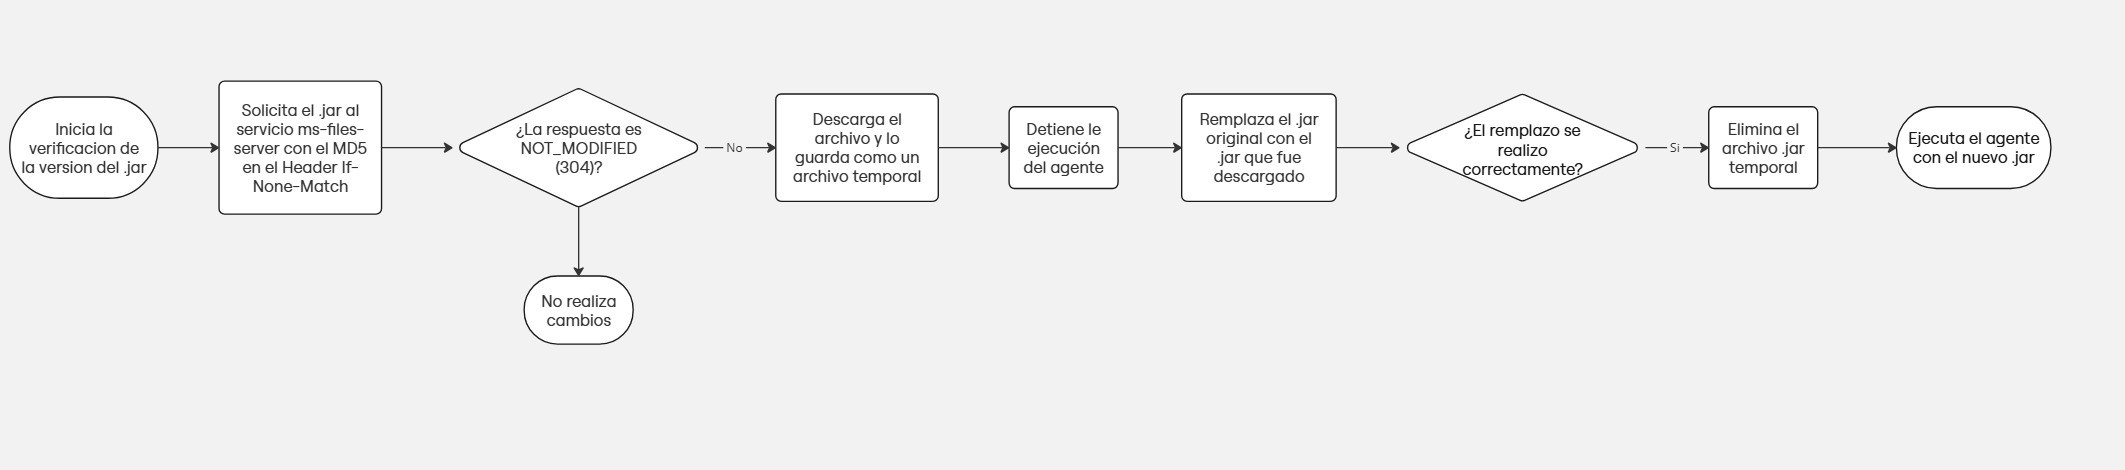 Inicia la
verificacion de
la version del .jar
Solicita el .jar al
servicio ms-files-
server con el MD5
en el Header If-
None-Match
¿La respuesta es
NOT_MODIFIED
(304)?
No
No realiza
cambios
Descarga el
archivo y lo
guarda como un
archivo temporal
Detiene le
ejecución
del agente
Remplaza el .jar
original con el
.jar que fue
descargado
¿El remplazo se
realizo
correctamente?
Si
Elimina el
archivo .jar
temporal
Ejecuta el agente
con el nuevo .jar